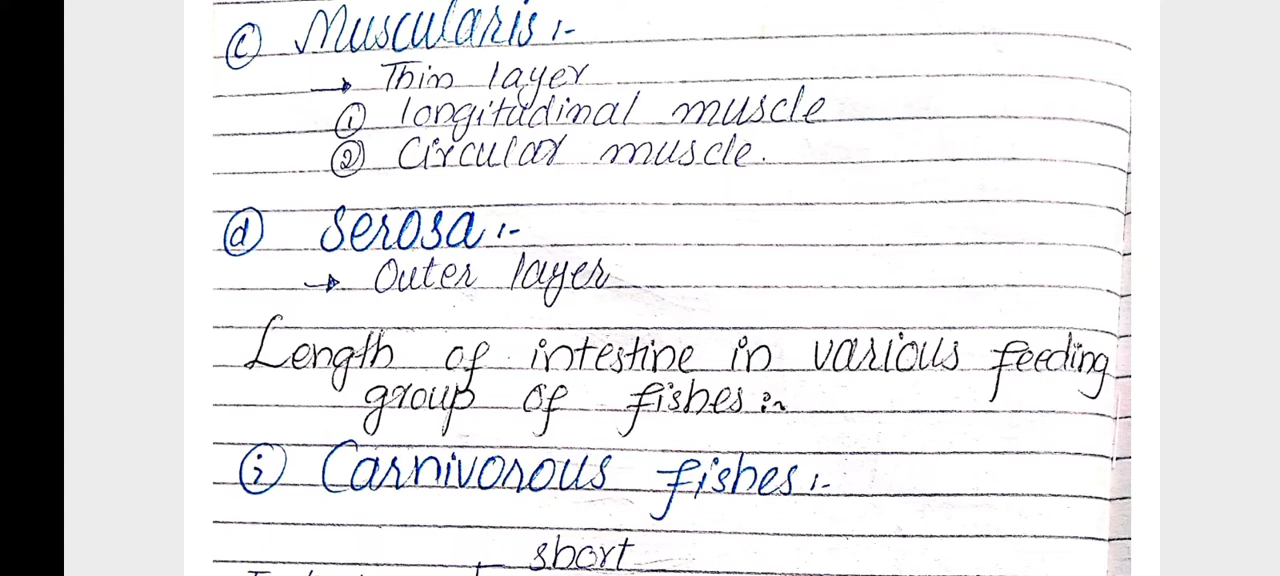 (c) Muscularis :-
→ Thin layer
① longitudinal muscle
② Circular muscle.
(d) Serosa :-
→ Outer layer
Length of intestine in various feeding
group of fishes :~
(i) Carnivorous fishes :-
short